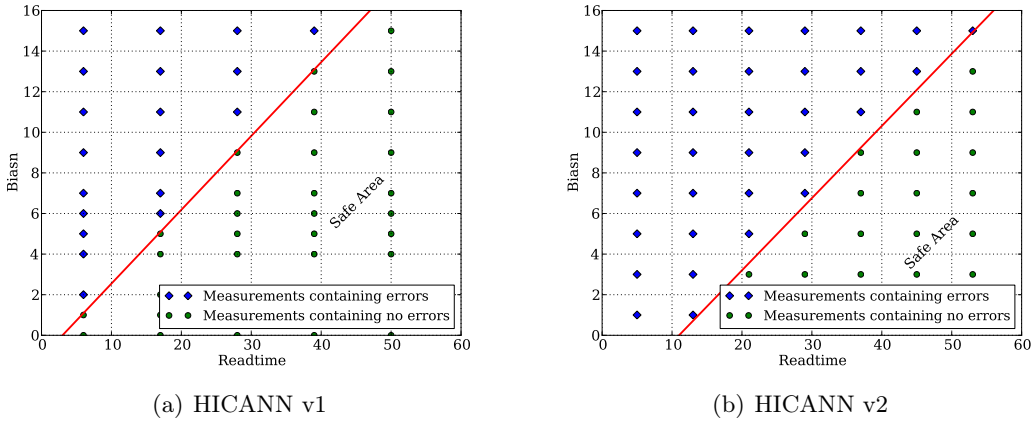 16
14
12
10
8
6
4
2
0
Biasn
0 10 20 30 40 50 60
Readtime
Safe Area
Measurements containing errors
Measurements containing no errors
(a) HICANN v1
16
14
12
10
8
6
4
2
0
Biasn
0 10 20 30 40 50 60
Readtime
Safe Area
Measurements containing errors
Measurements containing no errors
(b) HICANN v2